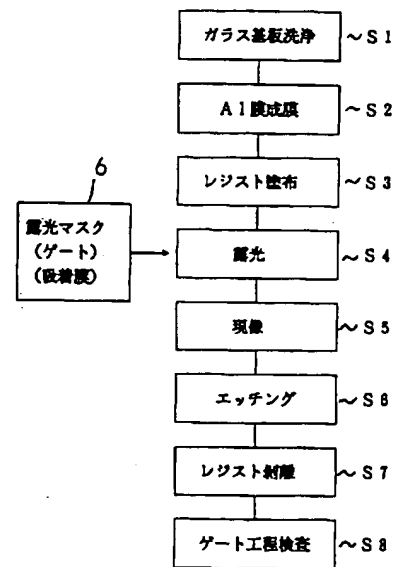 ガラス基板洗浄 ~S1
Al膜成膜 ~S2
レジスト塗布 ~S3
6
露光マスク
(ゲート)
(吸着膜)
露光 ~S4
現像 ~S5
エッチング ~S6
レジスト剥離 ~S7
ゲート工程検査 ~S8